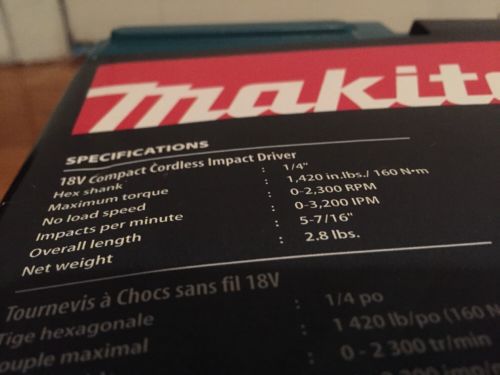 makita
SPECIFICATIONS
18V Compact Cordless Impact Driver
Hex shank : 1/4"
Maximum torque : 1,420 in.lbs./ 160 N•m
No load speed : 0-2,300 RPM
Impacts per minute : 0-3,200 IPM
Overall length : 5-7/16"
Net weight : 2.8 lbs.
Tournevis à Chocs sans fil 18V
Tige hexagonale : 1/4 po
ouple maximal : 1 420 lb/po (160 N
: 0 - 2 300 tr/min